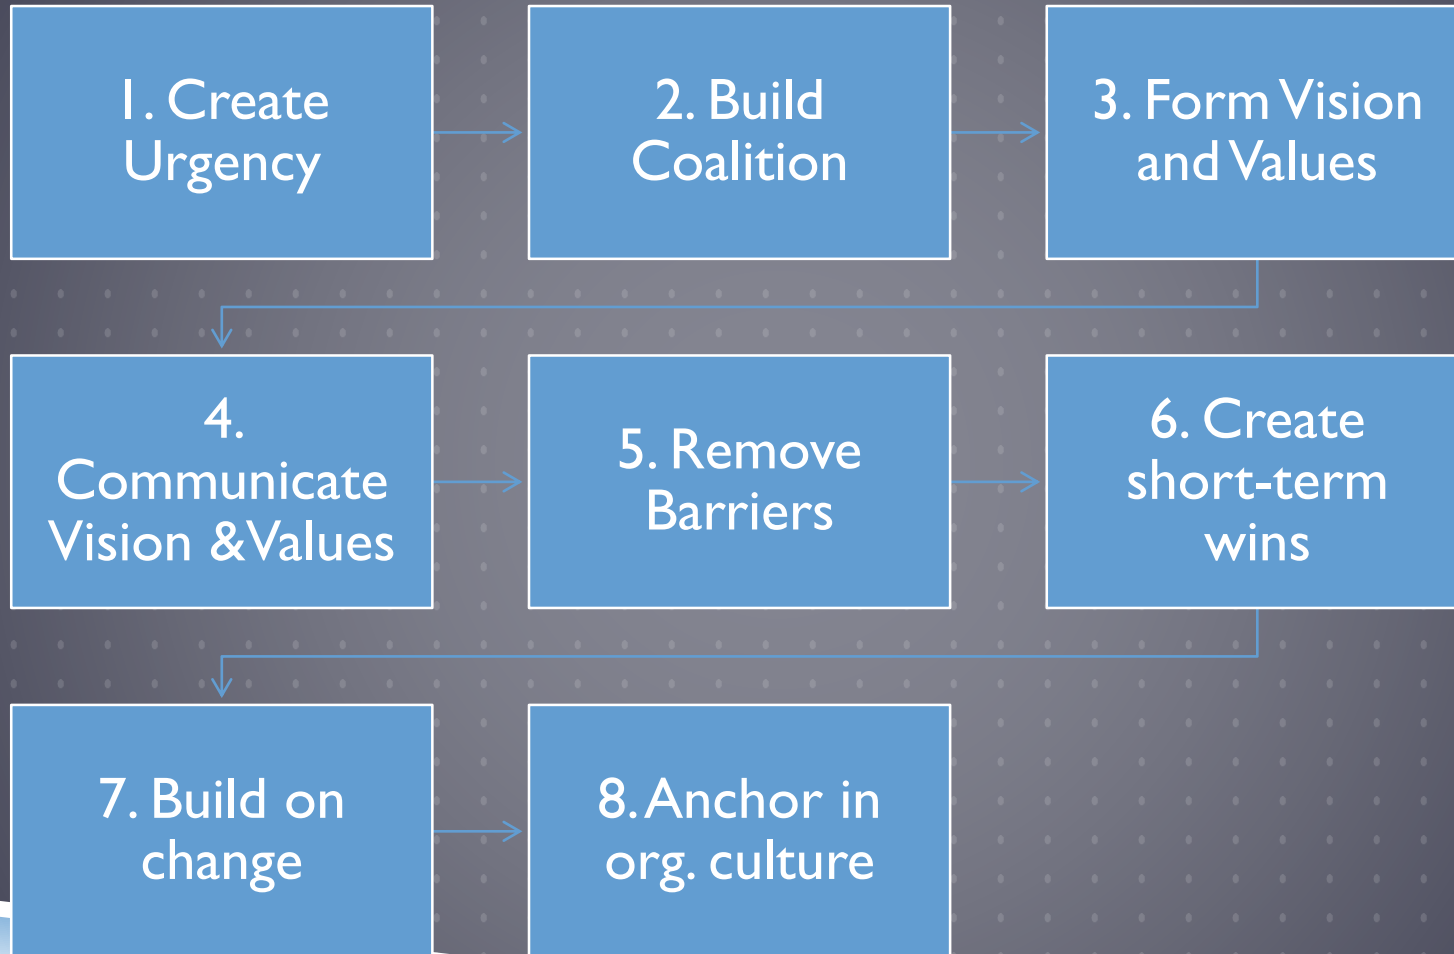 1. Create
Urgency
2. Build
Coalition
3. Form Vision
and Values
4.
Communicate
Vision &Values
5. Remove
Barriers
6. Create
short-term
wins
7. Build on
change
8. Anchor in
org. culture